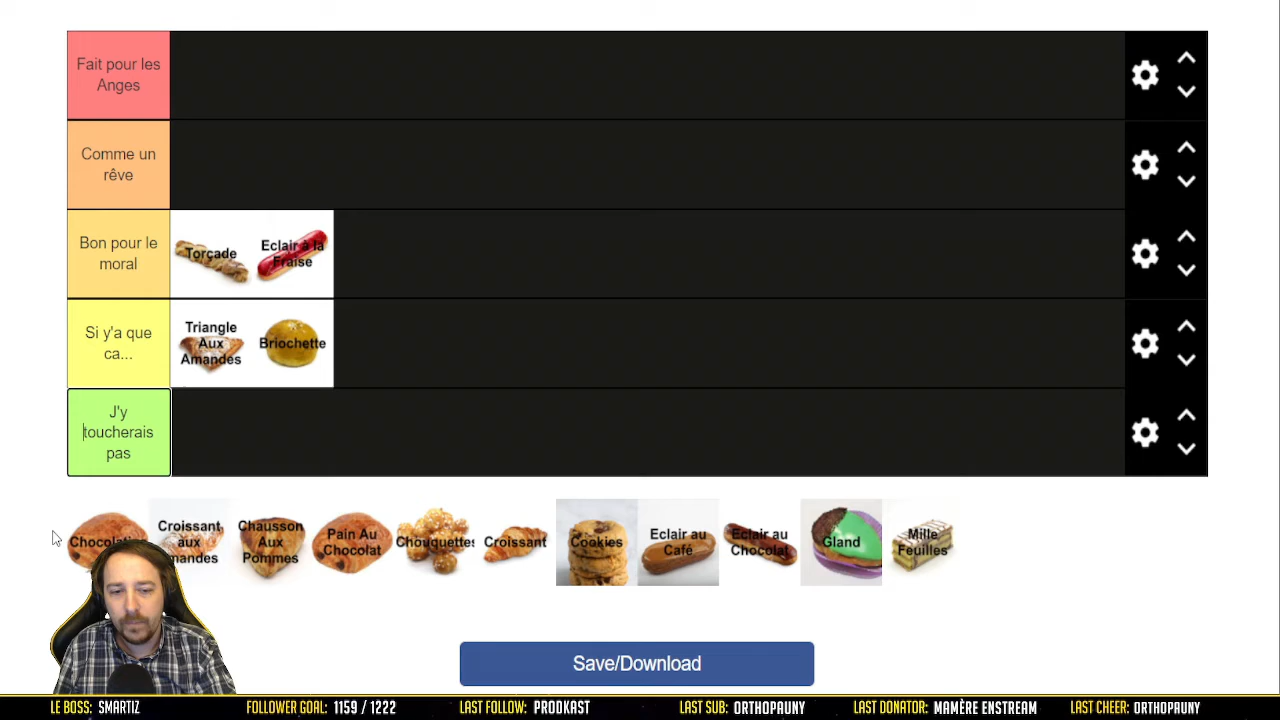 Fait pour les
Anges
Comme un
rêve
Bon pour le
moral
Torçade
Eclair à la
Fraise
Si y'a que
ca...
Triangle
Aux
Amandes
Briochette
J'y
toucherais
pas
Croissant
aux
Chausson
Aux
Pommes
Pain Au
Chocolat
Chouquettes
Croissant
Cookies
Eclair au
Café
Eclair au
Chocolat
Gland
Mille
Feuilles
Save/Download
LE BOSS: SMARTIZ
FOLLOWER GOAL: 1159 / 1222
LAST FOLLOW: PR0DKAST
LAST SUB: ORTHOPAUNY
LAST DONATOR: MAMÈRE ENSTREAM
LAST CHEER: ORTHOPAUNY